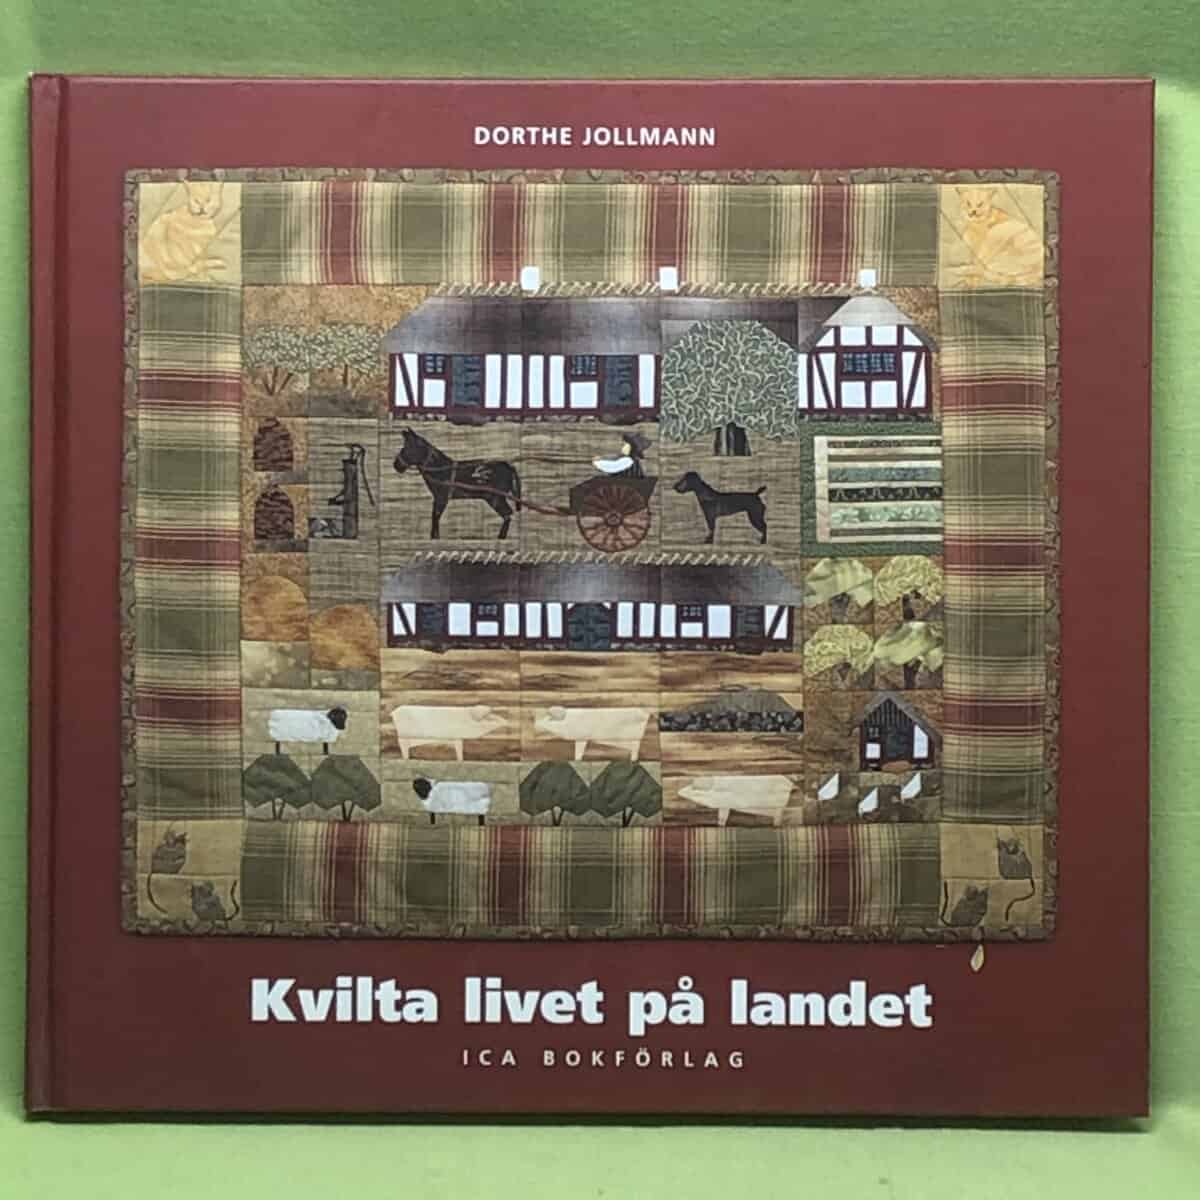 DORTHE JOLLMANN
Kvilta livet på landet
ICA BOKFÖRLAG